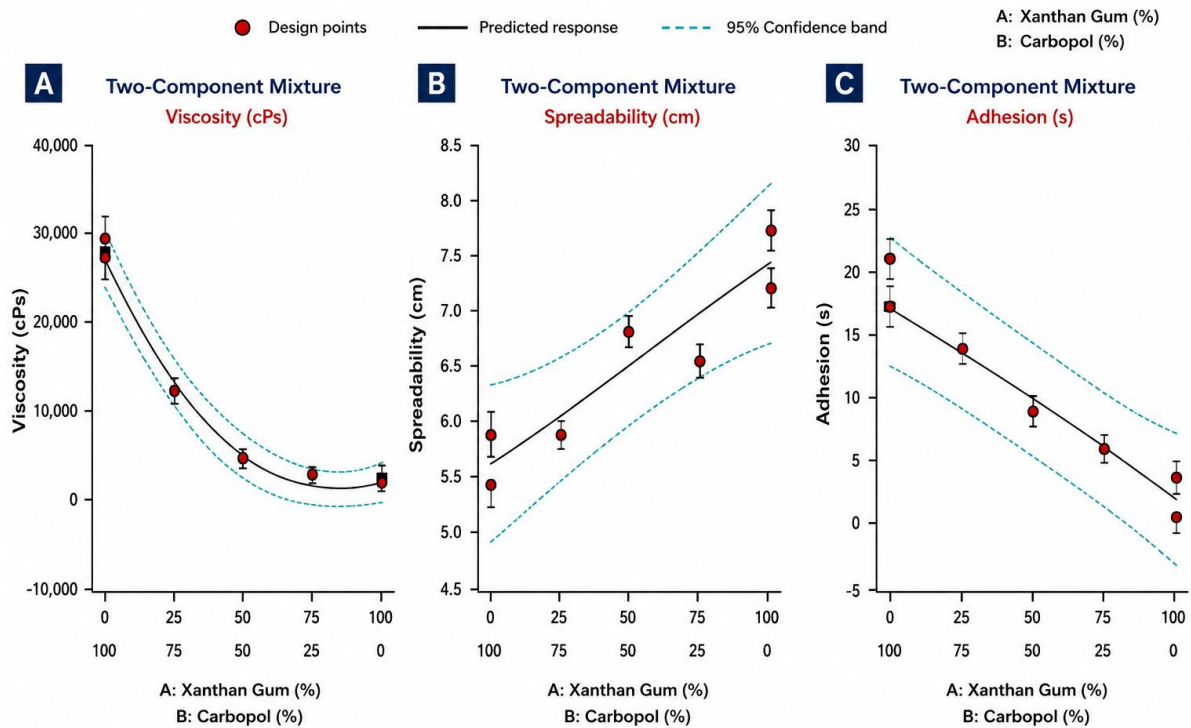 Design points
Predicted response
95% Confidence band
A: Xanthan Gum (%)
B: Carbopol (%)
A
Two-Component Mixture
Viscosity (cPs)
40,000
30,000
20,000
10,000
0
-10,000
Viscosity (cPs)
0 25 50 75 100
100 75 50 25 0
A: Xanthan Gum (%)
B: Carbopol (%)
B
Two-Component Mixture
Spreadability (cm)
8.5
8.0
7.5
7.0
6.5
6.0
5.5
5.0
4.5
Spreadability (cm)
0 25 50 75 100
100 75 50 25 0
A: Xanthan Gum (%)
B: Carbopol (%)
C
Two-Component Mixture
Adhesion (s)
30
25
20
15
10
5
0
-5
Adhesion (s)
0 25 50 75 100
100 75 50 25 0
A: Xanthan Gum (%)
B: Carbopol (%)